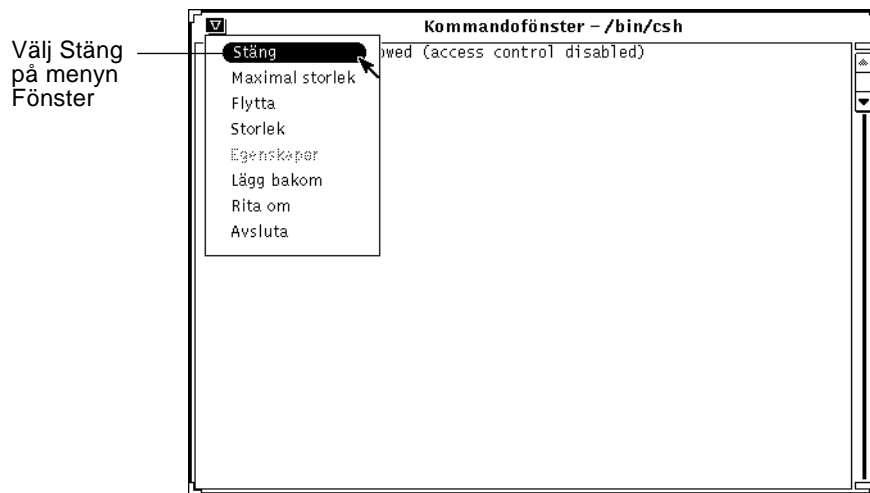 Kommandofönster – /bin/csh
Välj Stäng
på menyn
Fönster
Stäng
(access control disabled)
Maximal storlek
Flytta
Storlek
Egenskaper
Lägg bakom
Rita om
Avsluta